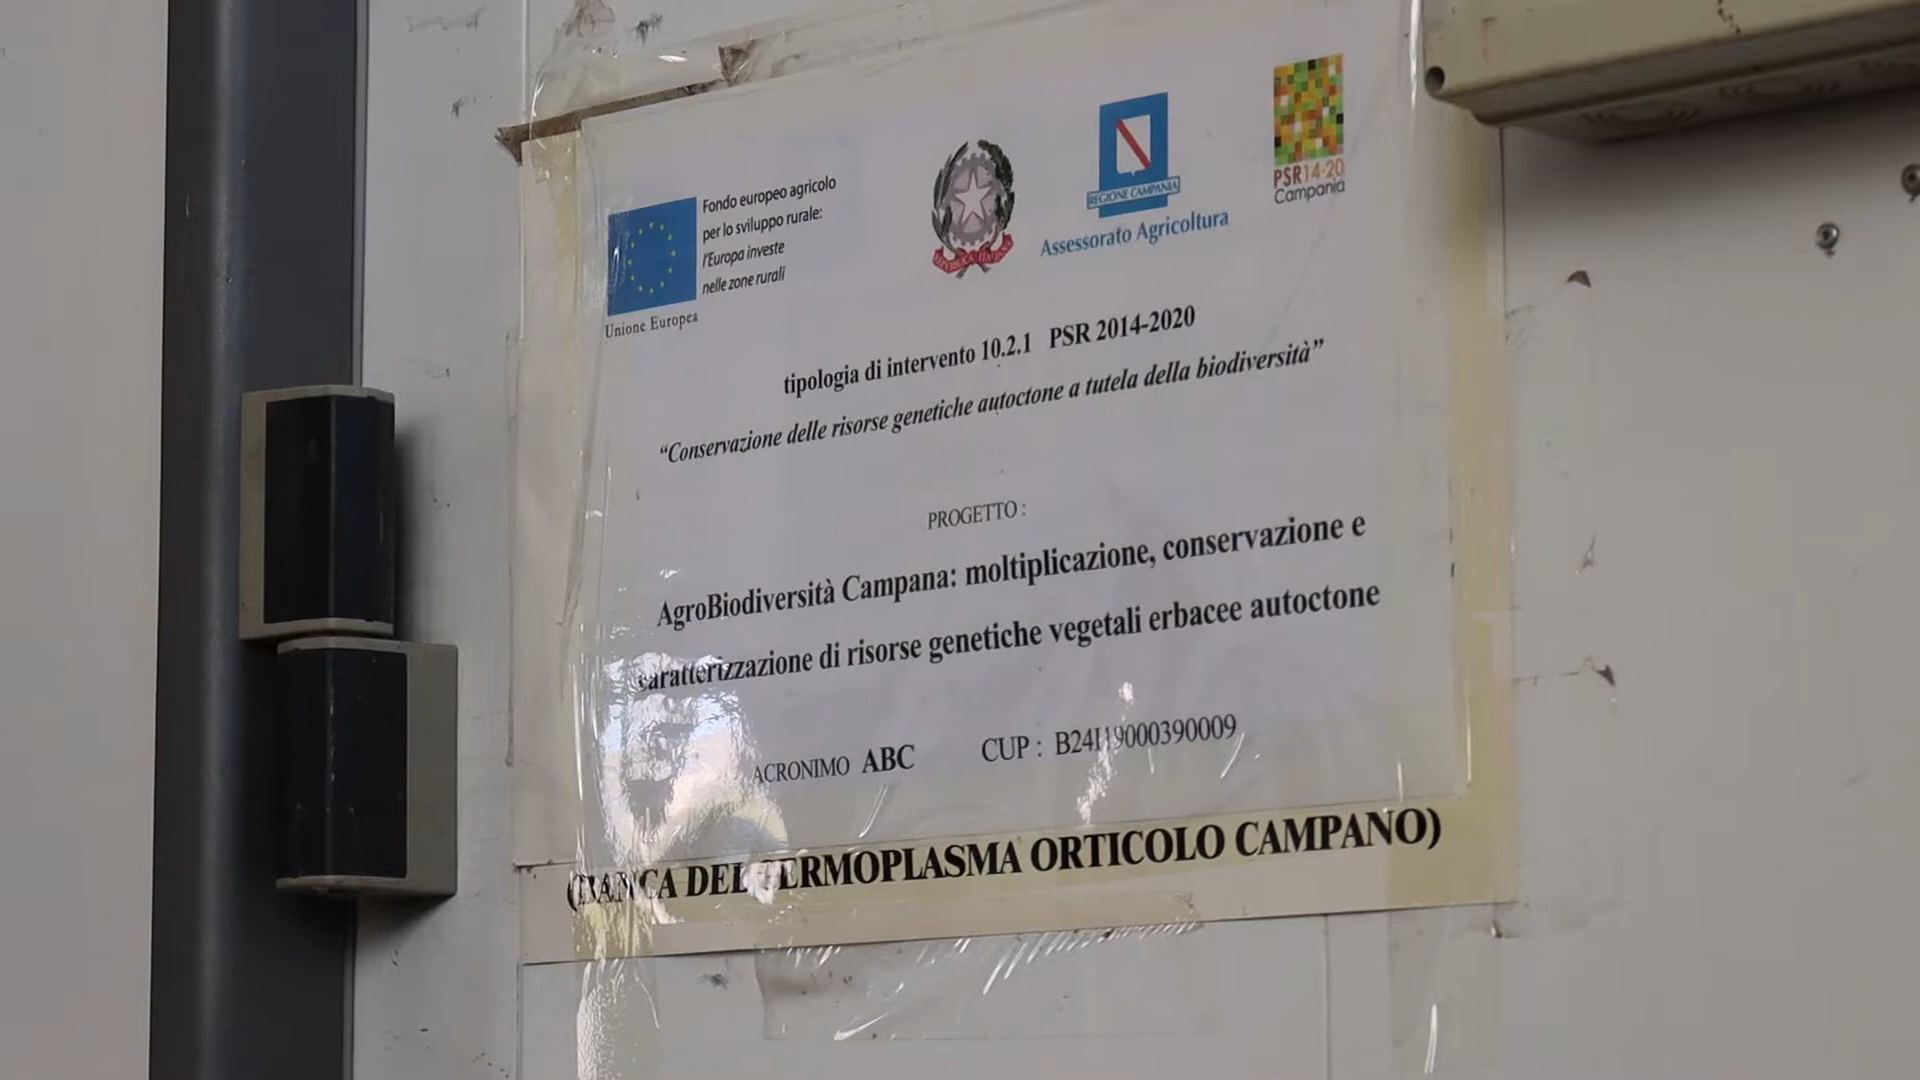 Fondo europeo agricolo
per lo sviluppo rurale:
l'Europa investe
nelle zone rurali
Unione Europea
REPUBBLICA ITALIANA
REGIONE CAMPANIA
Assessorato Agricoltura
PSR14-20
Campania
tipologia di intervento 10.2.1 PSR 2014-2020
“Conservazione delle risorse genetiche autoctone a tutela della biodiversità”
PROGETTO :
AgroBiodiversità Campana: moltiplicazione, conservazione e
caratterizzazione di risorse genetiche vegetali erbacee autoctone
ACRONIMO ABC CUP : B24I19000390009
(BANCA DEL GERMOPLASMA ORTICOLO CAMPANO)